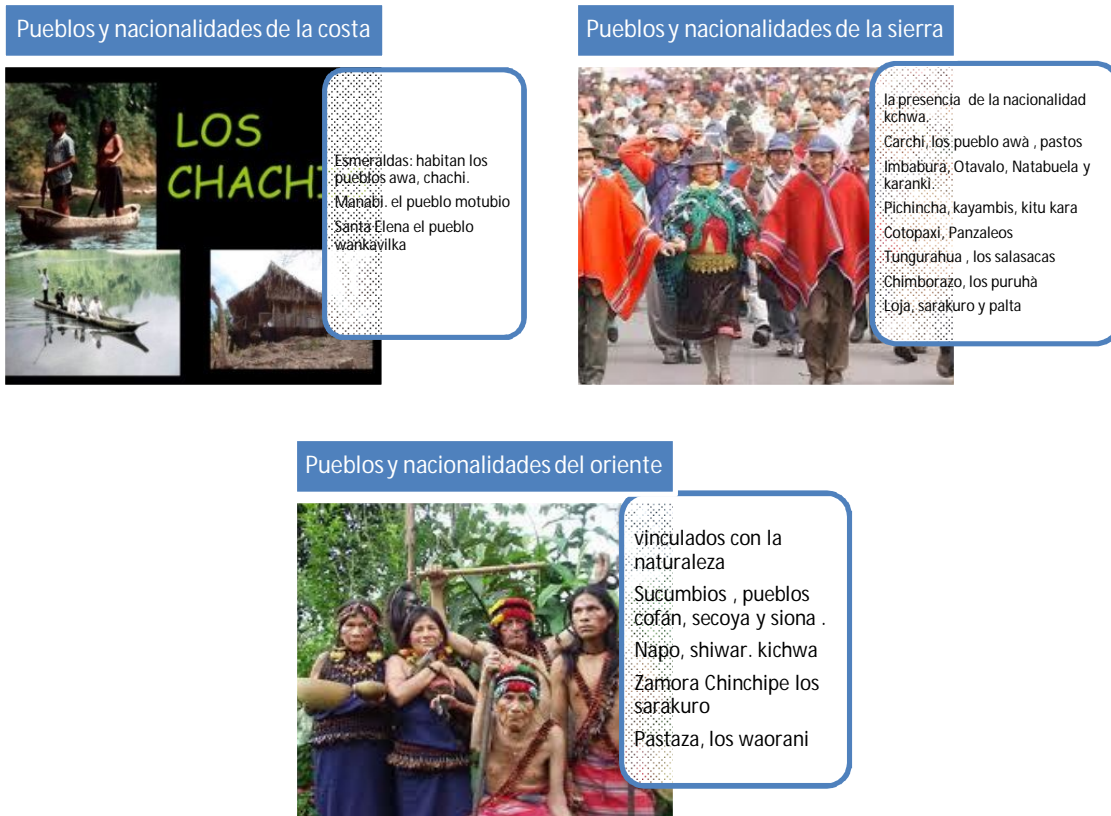 Pueblos y nacionalidades de la costa
LOS
CHACHI
Esmeraldas: habitan los
pueblos awa, chachi.
Manabi. el pueblo motubio
Santa Elena el pueblo
wankavilka
Pueblos y nacionalidades de la sierra
la presencia de la nacionalidad
kchwa.
Carchi, los pueblo awà , pastos
Imbabura, Otavalo, Natabuela y
karanki.
Pichincha, kayambis, kitu kara
Cotopaxi, Panzaleos
Tungurahua , los salasacas
Chimborazo, los puruhà
Loja, sarakuro y palta
Pueblos y nacionalidades del oriente
vinculados con la
naturaleza
Sucumbios , pueblos
cofán, secoya y siona .
Napo, shiwar. kichwa
Zamora Chinchipe los
sarakuro
Pastaza, los waorani